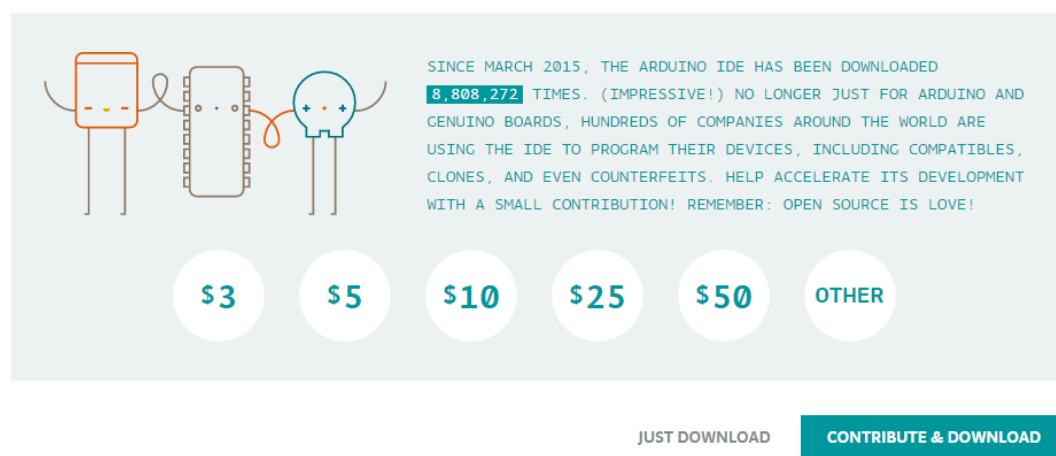 SINCE MARCH 2015, THE ARDUINO IDE HAS BEEN DOWNLOADED
8,808,272 TIMES. (IMPRESSIVE!) NO LONGER JUST FOR ARDUINO AND
GENUINO BOARDS, HUNDREDS OF COMPANIES AROUND THE WORLD ARE
USING THE IDE TO PROGRAM THEIR DEVICES, INCLUDING COMPATIBLES,
CLONES, AND EVEN COUNTERFEITS. HELP ACCELERATE ITS DEVELOPMENT
WITH A SMALL CONTRIBUTION! REMEMBER: OPEN SOURCE IS LOVE!
$3 $5 $10 $25 $50 OTHER
JUST DOWNLOAD CONTRIBUTE & DOWNLOAD